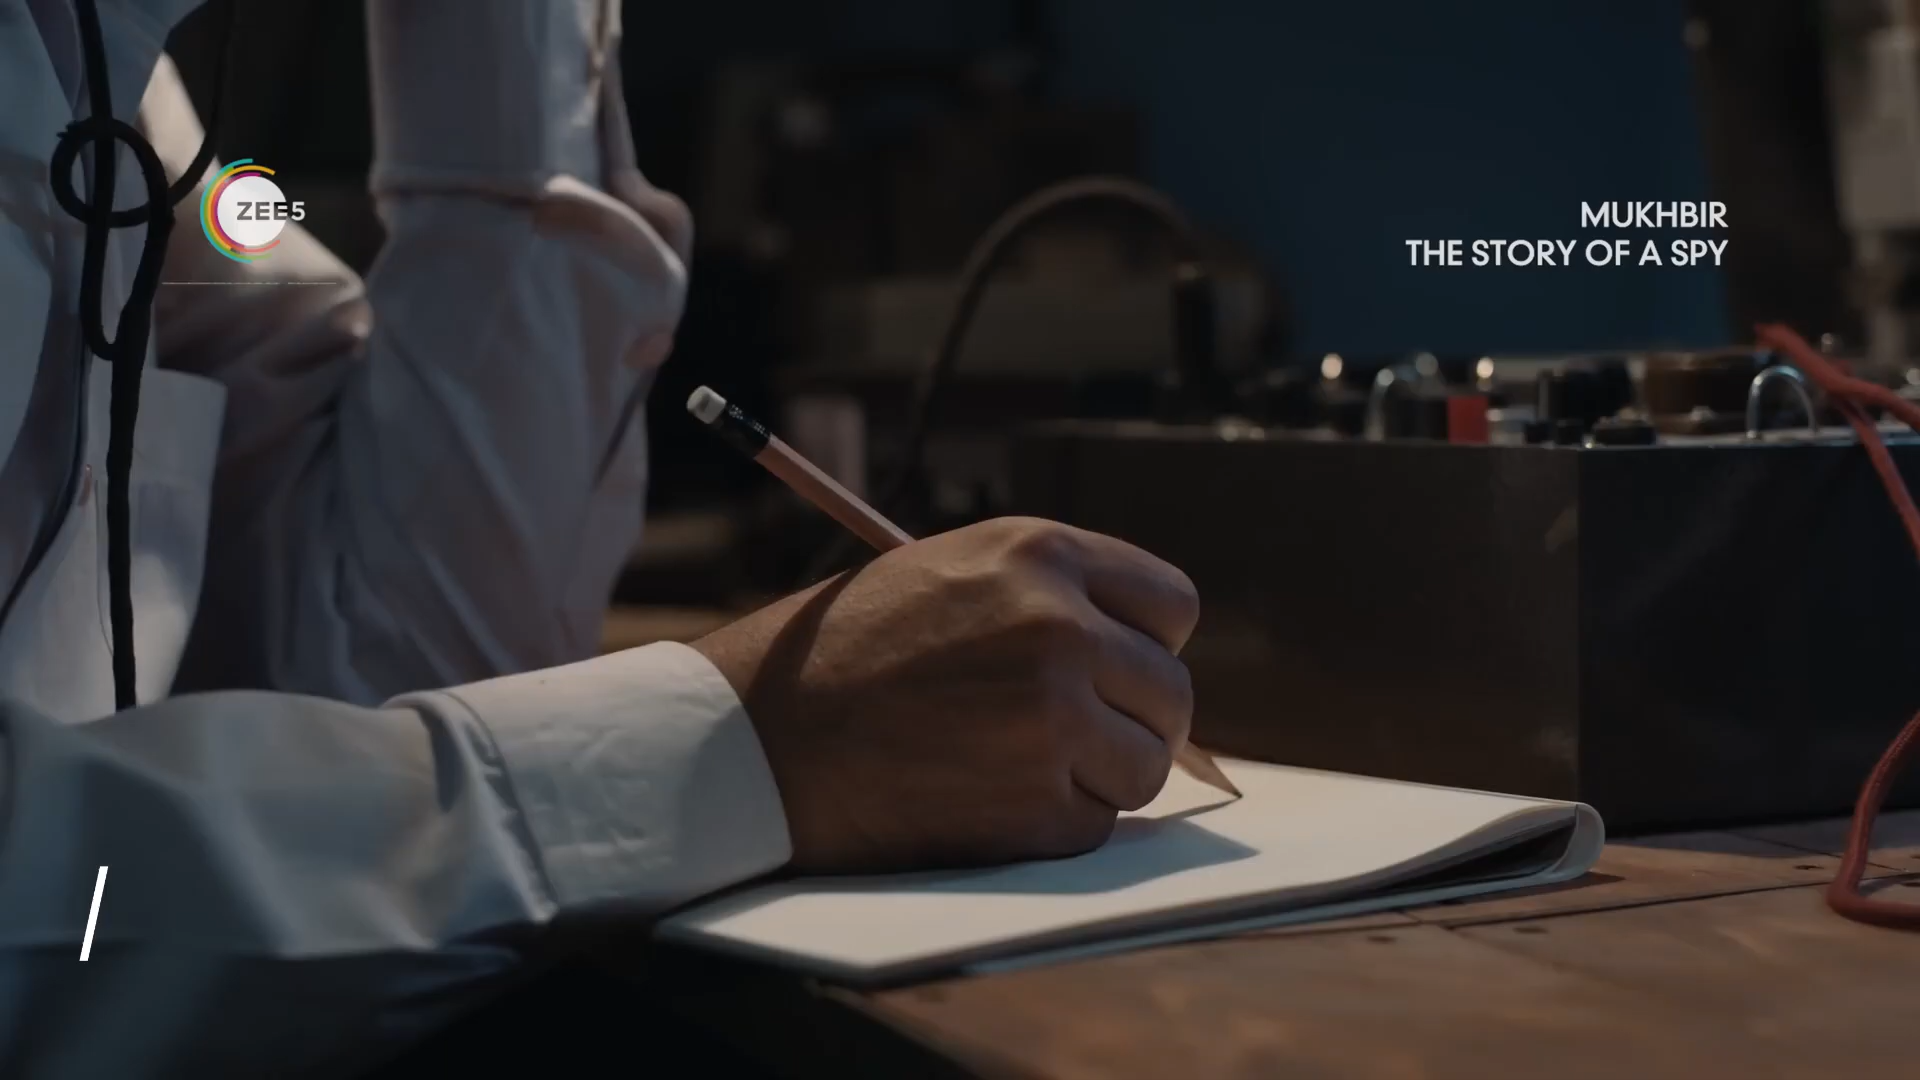 ZEE5
MUKHBIR
THE STORY OF A SPY
/